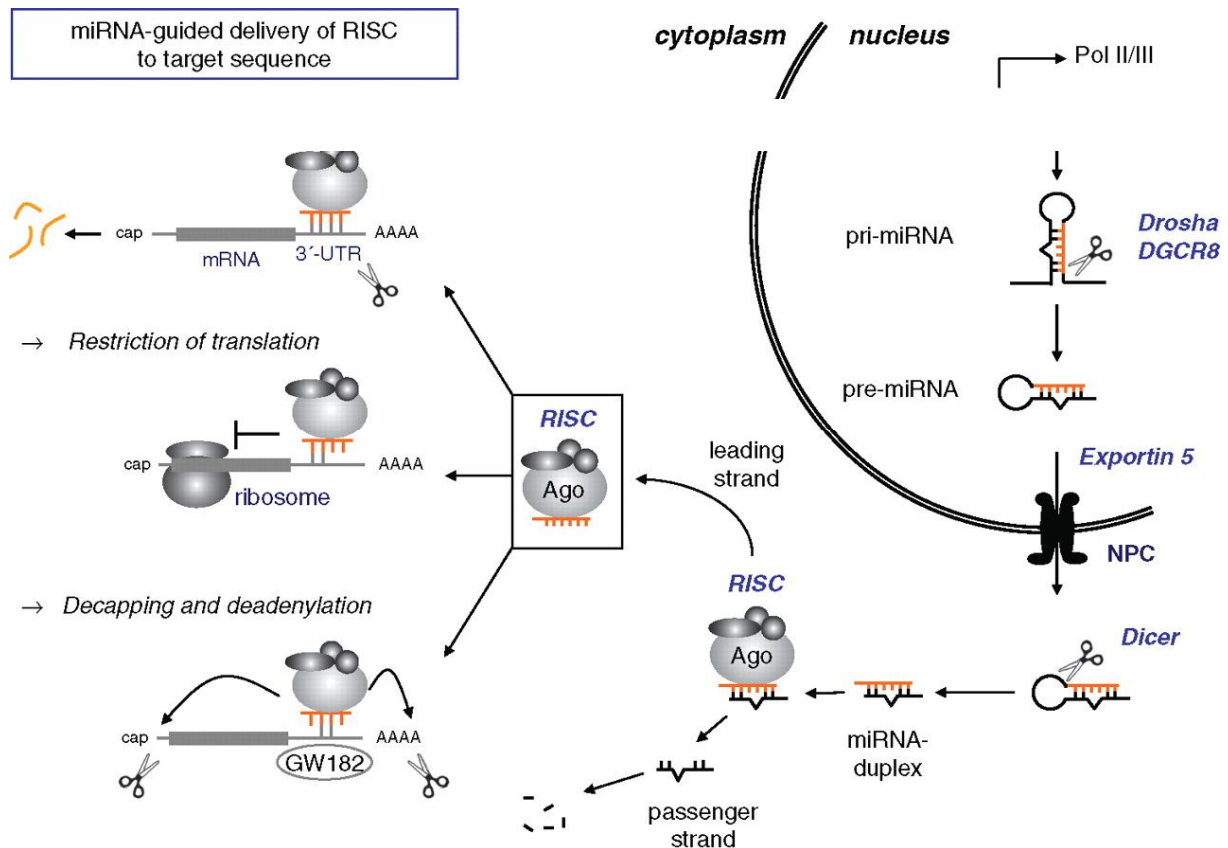 miRNA-guided delivery of RISC
to target sequence
cytoplasm
nucleus
Pol II/III
cap
mRNA
3´-UTR
AAAA
pri-miRNA
Drosha
DGCR8
→ Restriction of translation
pre-miRNA
cap
ribosome
AAAA
RISC
Ago
leading
strand
Exportin 5
NPC
→ Decapping and deadenylation
cap
GW182
AAAA
RISC
Ago
Dicer
miRNA-
duplex
passenger
strand